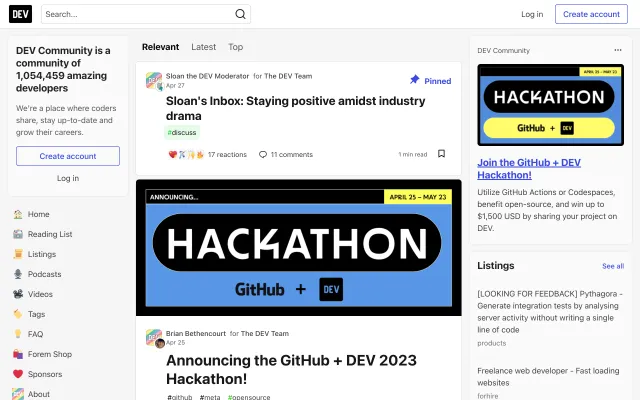 DEV
Search...
Log in
Create account
DEV Community is a
community of
1,054,459 amazing
developers
We're a place where coders
share, stay up-to-date and
grow their careers.
Create account
Log in
Home
Reading List
Listings
Podcasts
Videos
Tags
FAQ
Forem Shop
Sponsors
About
Relevant
Latest
Top
Sloan the DEV Moderator for The DEV Team
Apr 27
Pinned
Sloan's Inbox: Staying positive amidst industry
drama
#discuss
17 reactions
11 comments
1 min read
ANNOUNCING...
APRIL 25 – MAY 23
HACKATHON
GitHub + DEV
Brian Bethencourt for The DEV Team
Apr 25
Announcing the GitHub + DEV 2023
Hackathon!
#github #meta #opensource
DEV Community
APRIL 25 – MAY 23
HACKATHON
GitHub + DEV
Join the GitHub + DEV
Hackathon!
Utilize GitHub Actions or Codespaces,
benefit open-source, and win up to
$1,500 USD by sharing your project on
DEV.
Listings
See all
[LOOKING FOR FEEDBACK] Pythagora -
Generate integration tests by analysing
server activity without writing a single
line of code
products
Freelance web developer - Fast loading
websites
forhire